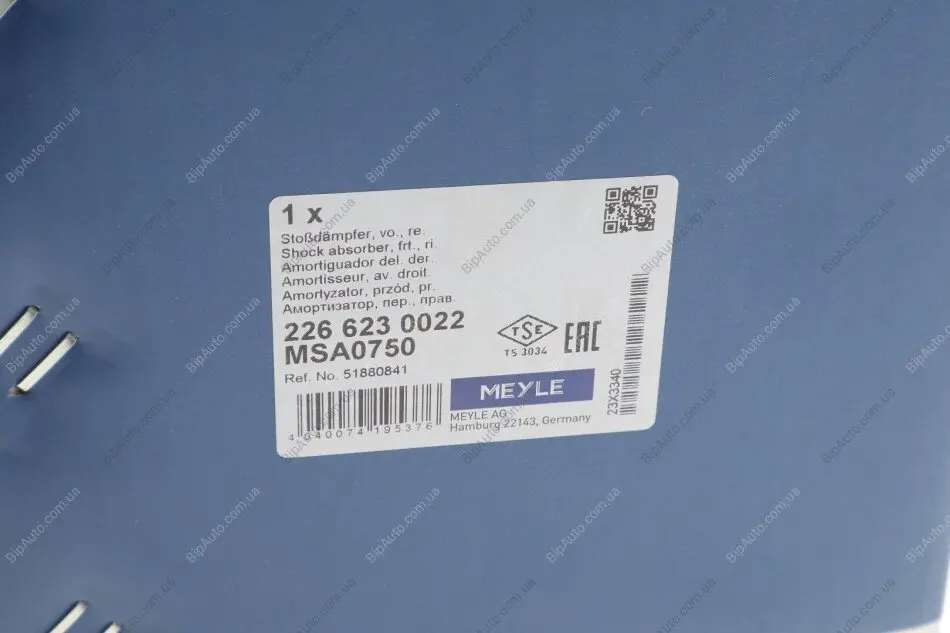 1 x
Stoßdämpfer, vo., re.
Shock absorber, frt., ri.
Amortiguador del. der.
Amortisseur, av. droit.
Amortyzator, przód, pr.
Амортизатор, пер., прав.
226 623 0022
MSA0750
Ref. No. 51880841
4 040074 195376
TSE
TS 3034
EAC
MEYLE
MEYLE AG
Hamburg 22143, Germany
23X3340
BipAuto.com.ua